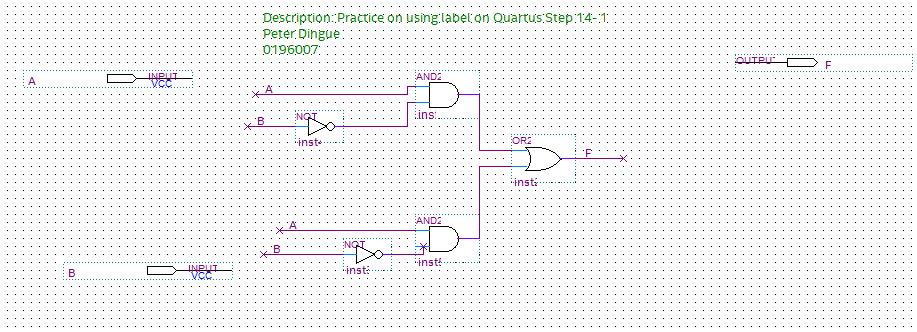 Description: Practice on using label on Quartus Step 14- 1
Peter Dingue
0196007
OUTPUT
F
A
INPUT
VCC
AND2
A
inst
B
NOT
inst
OR2
F
inst
AND2
A
B
NOT
inst
inst
B
INPUT
VCC